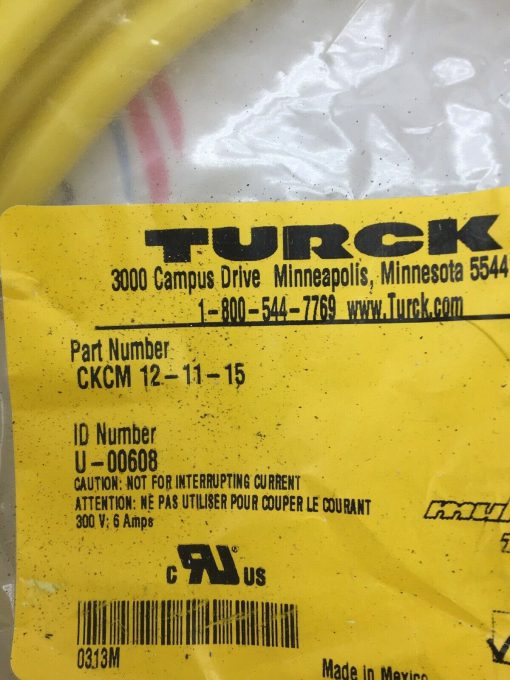 TURCK
3000 Campus Drive Minneapolis, Minnesota 5544
1-800-544-7769 www.Turck.com
Part Number
CKCM 12-11-15
ID Number
U-00608
CAUTION: NOT FOR INTERRUPTING CURRENT
ATTENTION: NE PAS UTILISER POUR COUPER LE COURANT
300 V; 6 Amps
mul
C RU® US
0313M
Made in Mexico